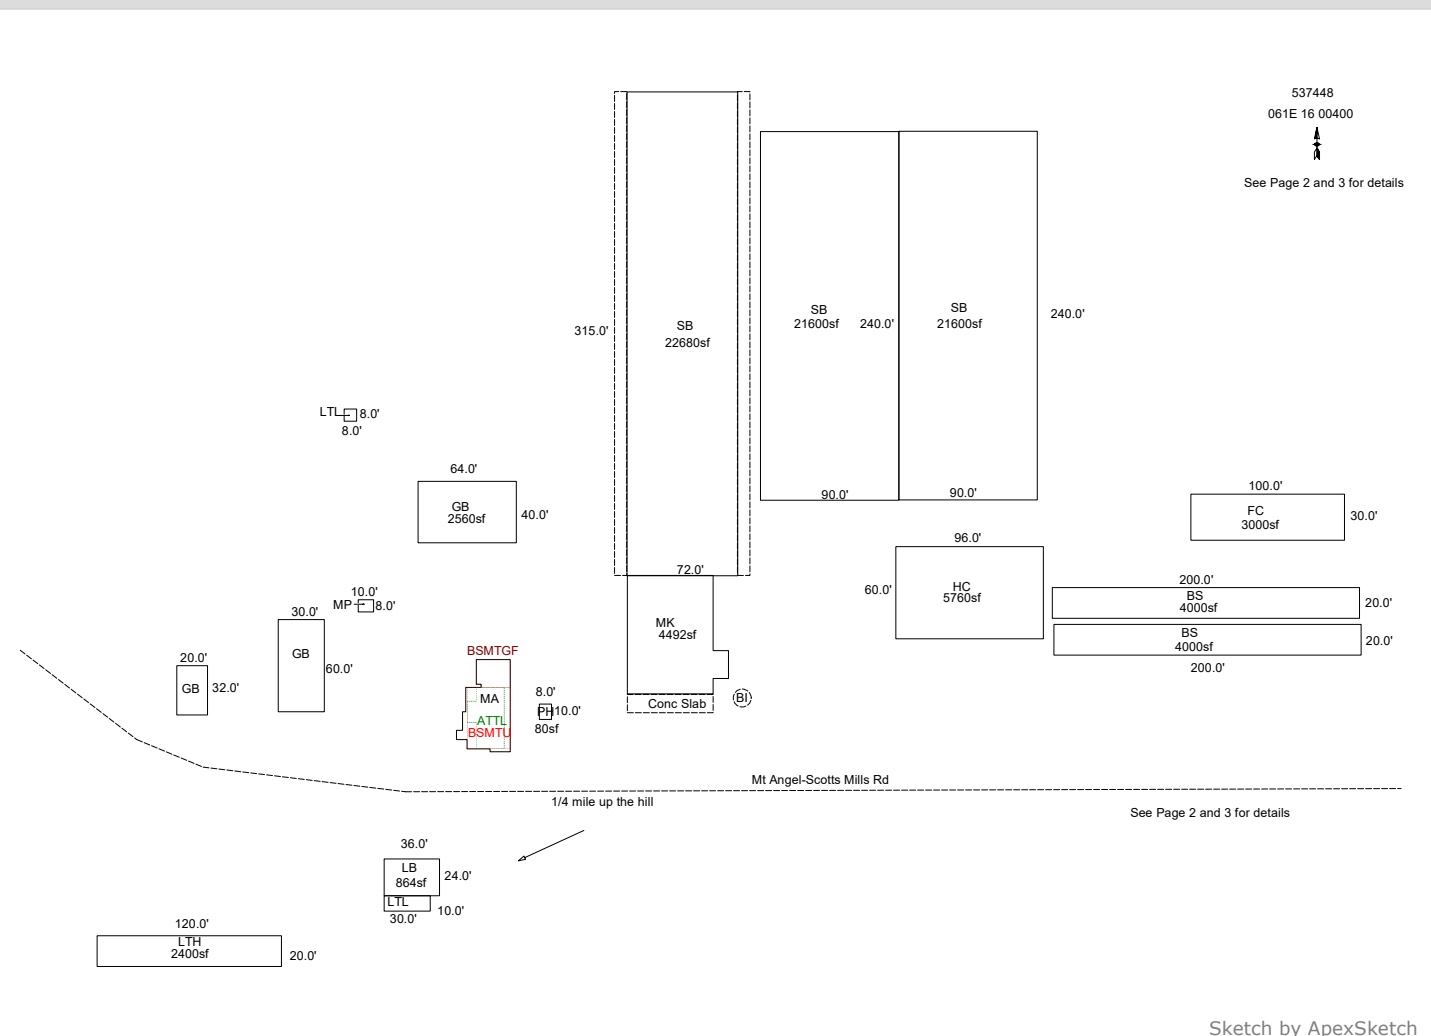 537448
061E 16 00400
See Page 2 and 3 for details
SB
21600sf
240.0'
SB
21600sf
240.0'
315.0'
SB
22680sf
LTL
8.0'
8.0'
64.0'
GB
2560sf
40.0'
90.0'
90.0'
100.0'
FC
3000sf
30.0'
96.0'
60.0'
HC
5760sf
72.0'
200.0'
BS
4000sf
20.0'
10.0'
MP
8.0'
30.0'
GB
60.0'
MK
4492sf
BS
4000sf
20.0'
200.0'
20.0'
GB
32.0'
BSMTGF
MA
ATTL
BSMTU
8.0'
PH
10.0'
80sf
Conc Slab
BI
Mt Angel-Scotts Mills Rd
1/4 mile up the hill
See Page 2 and 3 for details
36.0'
LB
864sf
24.0'
LTL
30.0'
10.0'
120.0'
LTH
2400sf
20.0'
Sketch by ApexSketch